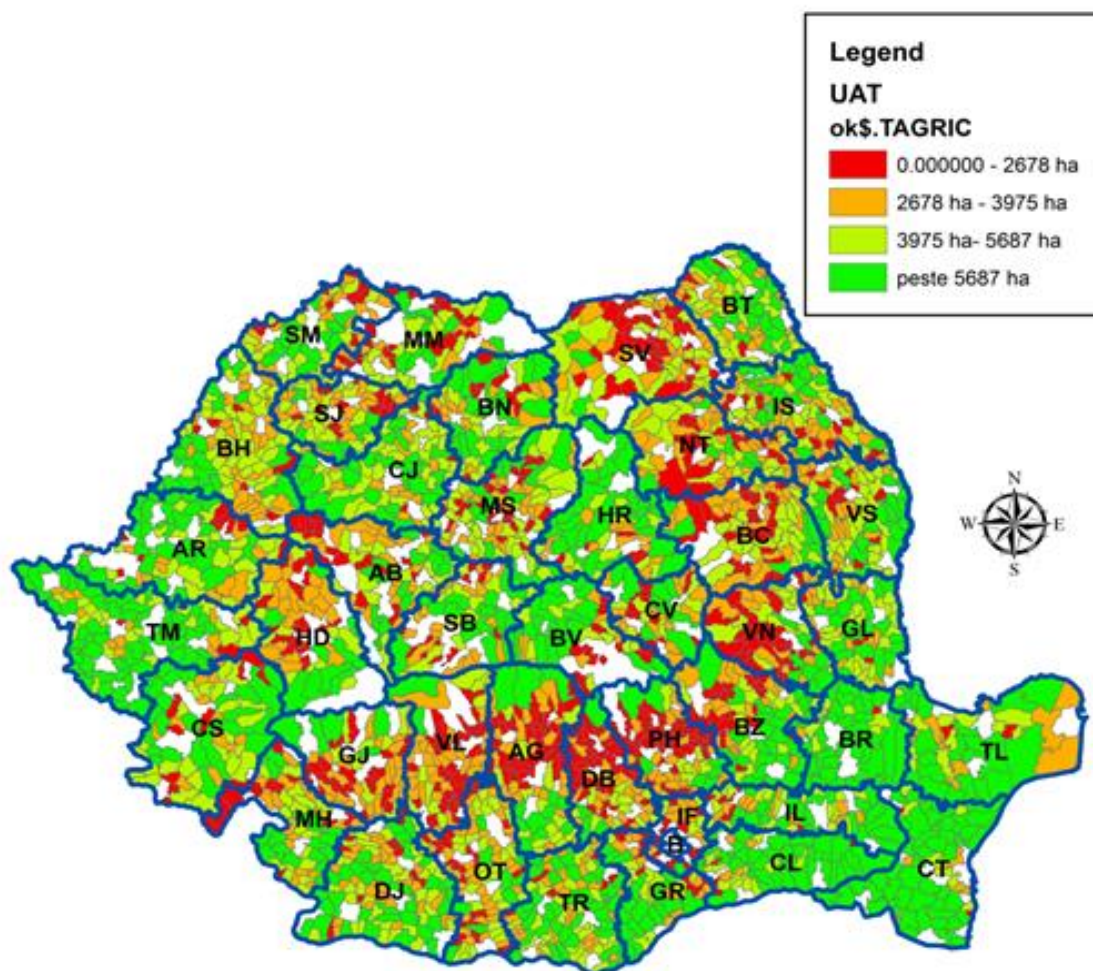 Legend
UAT
ok$.TAGRIC
0.000000 - 2678 ha
2678 ha - 3975 ha
3975 ha- 5687 ha
peste 5687 ha
BT
SM
MM
SV
SJ
BN
IS
BH
CJ
NT
MS
HR
VS
BC
N
W
E
S
AR
AB
TM
HD
SB
BV
CV
VN
GL
CS
GJ
VL
AG
PH
BZ
BR
TL
DB
MH
IF
IL
B
OT
CL
CT
DJ
TR
GR